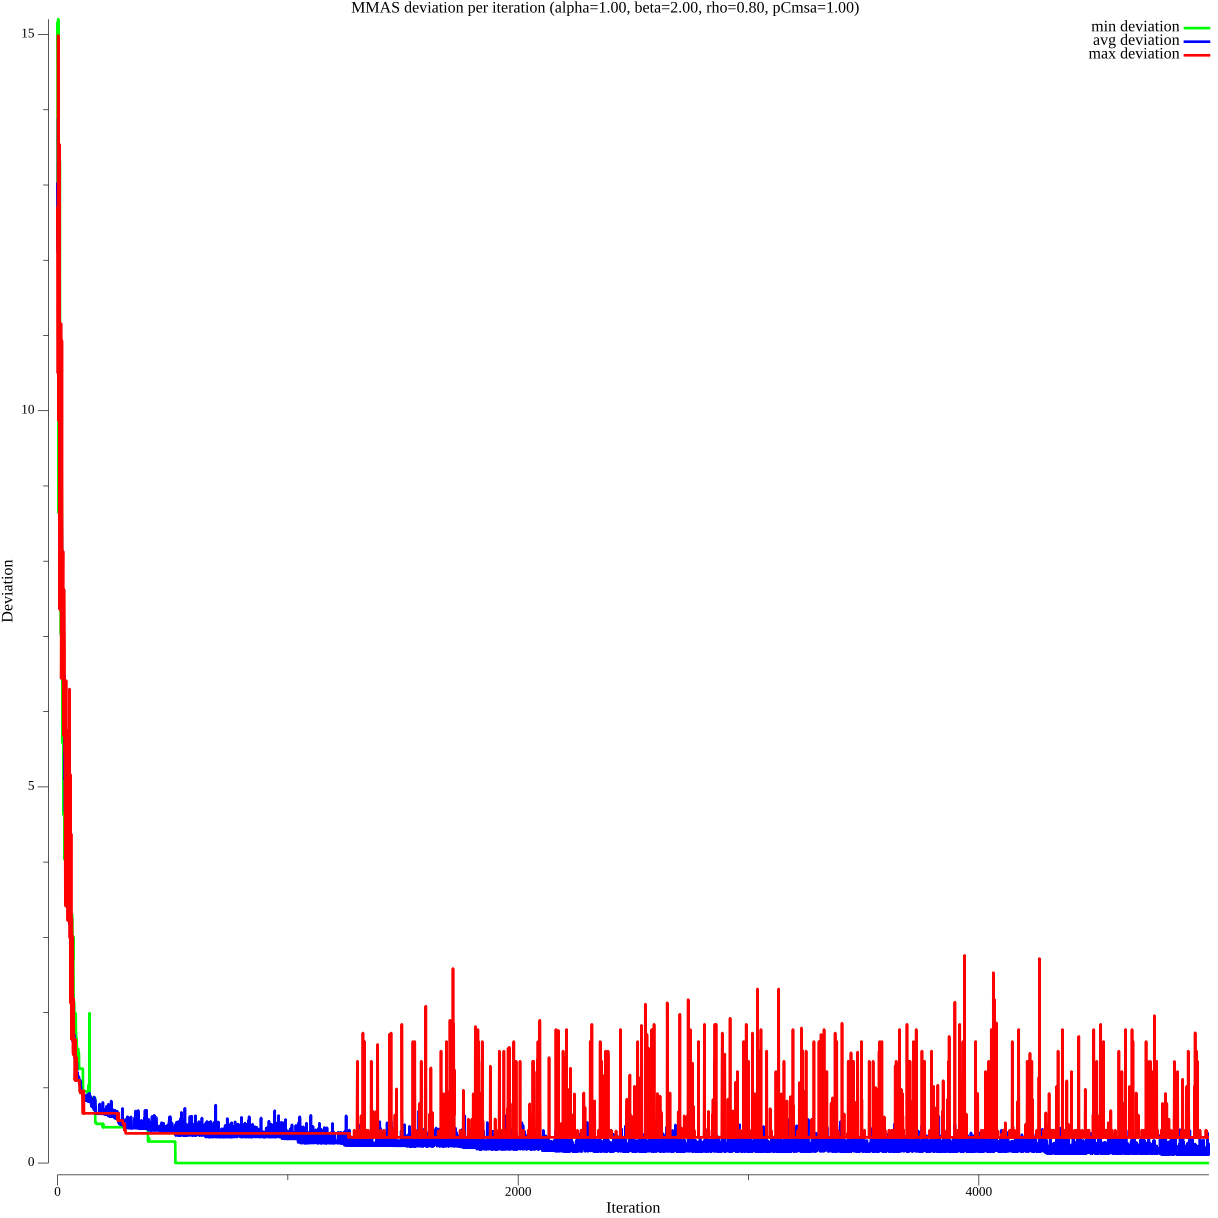 MMAS deviation per iteration (alpha=1.00, beta=2.00, rho=0.80, pCmsa=1.00)
min deviation
avg deviation
max deviation
15
10
5
0
Deviation
0
2000
4000
Iteration